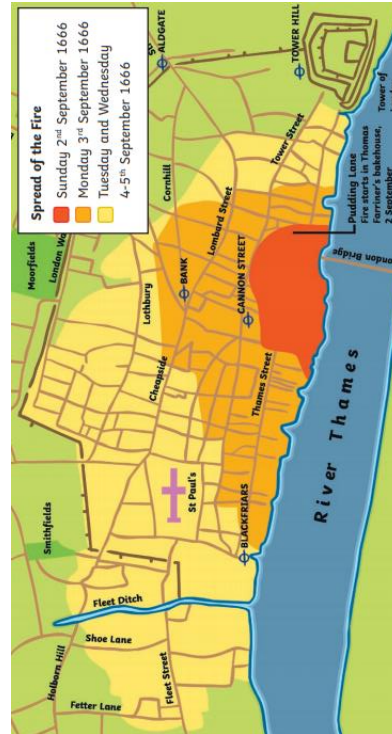 Spread of the Fire
Sunday 2nd September 1666
Monday 3rd September 1666
Tuesday and Wednesday
4-5th September 1666
Moorfields
London Wa
ALDGATE
TOWER HILL
Smithfields
Lothbury
Cornhill
BANK
Lombard Street
Tower Street
Cheapside
CANNON STREET
Holborn Hill
Fleet Ditch
St Paul's
Thames Street
Shoe Lane
Fetter Lane
Fleet Street
BLACKFRIARS
River Thames
London Bridge
Pudding Lane
Fire starts in Thomas
Farriner's bakehouse,
2 September
Tower of